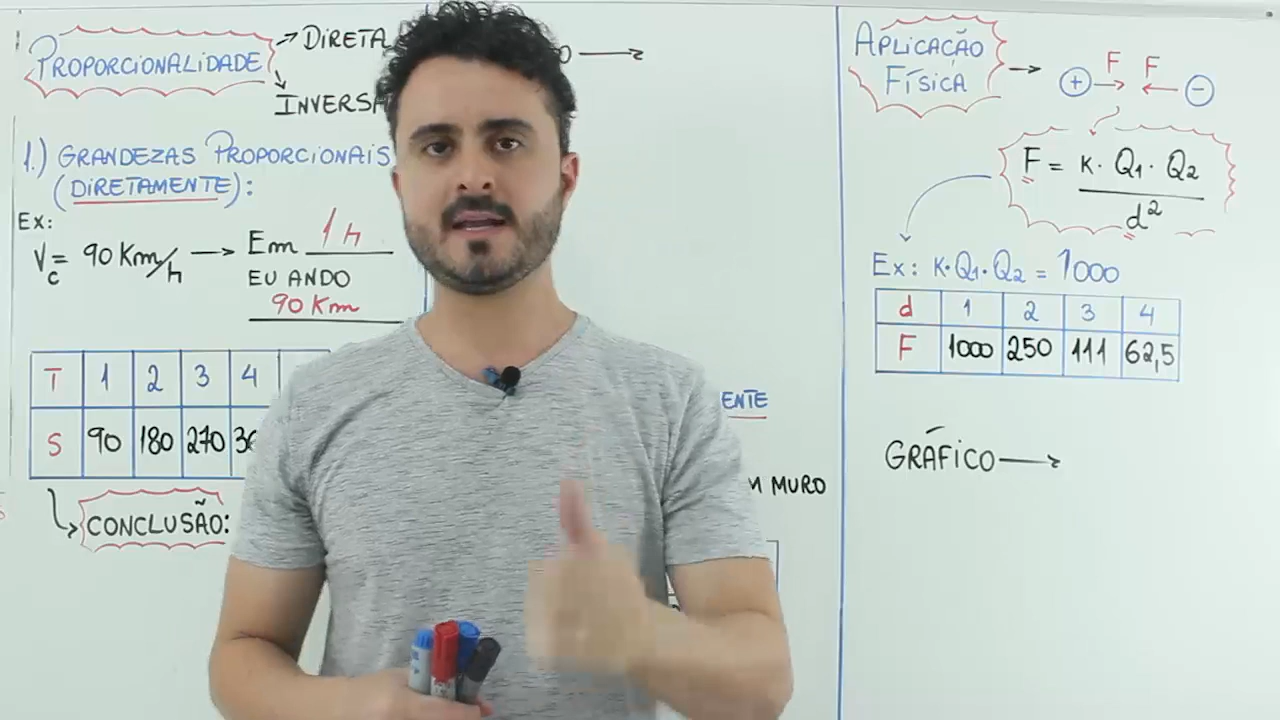 PROPORCIONALIDADE
DIRETA
INVERSA
1.) GRANDEZAS PROPORCIONAIS
(DIRETAMENTE):
Ex:
Vc = 90 Km/h → Em 1h
EU ANDO
90 Km
T 1 2 3 4
S 90 180 270
CONCLUSÃO:
ENTE
MURO
APLICAÇÃO
FÍSICA → + F → F ← -
F = K · Q1 · Q2
d²
Ex: K·Q1·Q2 = 1000
d 1 2 3 4
F 1000 250 111 62,5
GRÁFICO →